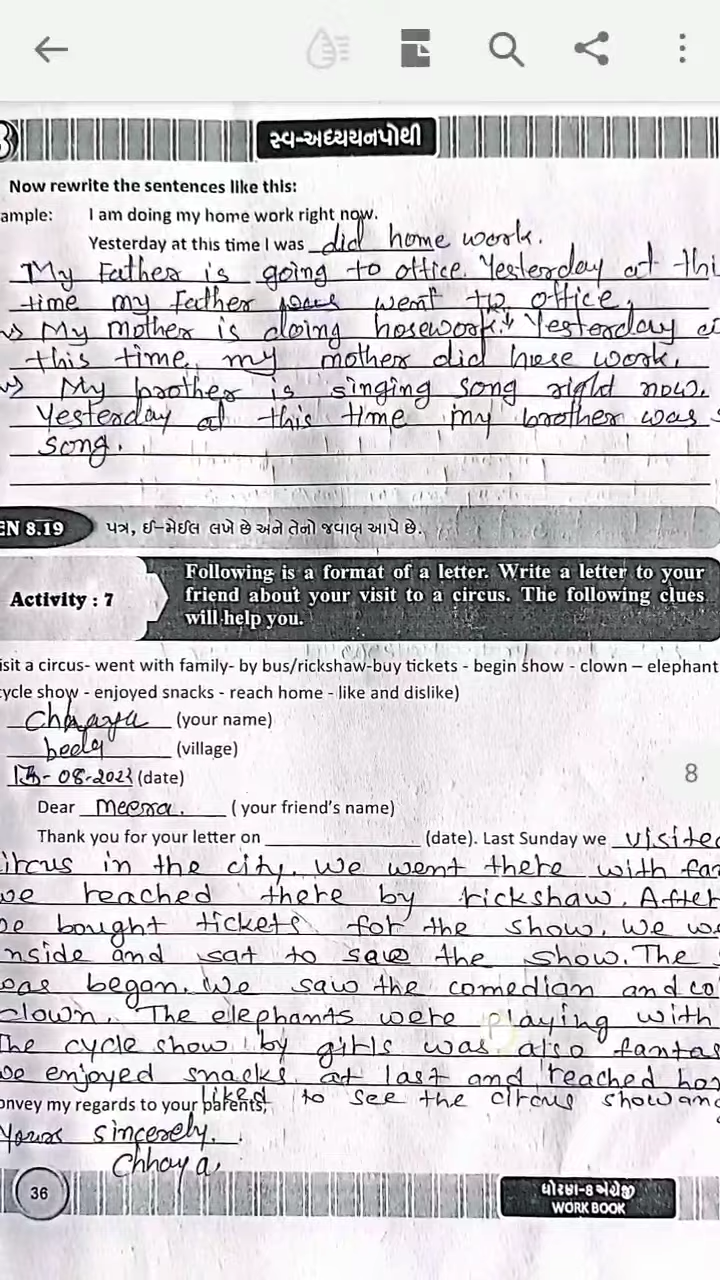 સ્વ-અધ્યયનપોથી
Now rewrite the sentences like this:
ample: I am doing my home work right now.
Yesterday at this time I was did home work.
My Father is going to office. Yesterday at thi
time my Father went to office.
My mother is doing hosework. Yesterday a
this time my mother did hose work.
My brother is singing song right now.
Yesterday at this time my brother was s
song.
EN 8.19 પત્ર, ઈ-મેઈલ લખે છે અને તેનો જવાબ આપે છે.
Activity : 7
Following is a format of a letter. Write a letter to your
friend about your visit to a circus. The following clues
will help you.
isit a circus- went with family- by bus/rickshaw-buy tickets - begin show - clown – elephant
ycle show - enjoyed snacks - reach home - like and dislike)
Chhaya (your name)
(village)
-08-2023 (date)
8
Dear Meera. ( your friend's name)
Thank you for your letter on (date). Last Sunday we visited
ircus in the city. We went there with fa
we reached there by rickshaw. After
we bought tickets for the show. We we
nside and sat to saw the show. The
was began. We saw the comedian and co
clown. The elephants were playing with
The cycle show by girls was also fantas
we enjoyed snacks at last and reached ho
liked to see the circus show and
onvey my regards to your parents,
Yours sincerely.
Chhaya
36
ધોરણ-૮ અંગ્રેજી
WORK BOOK